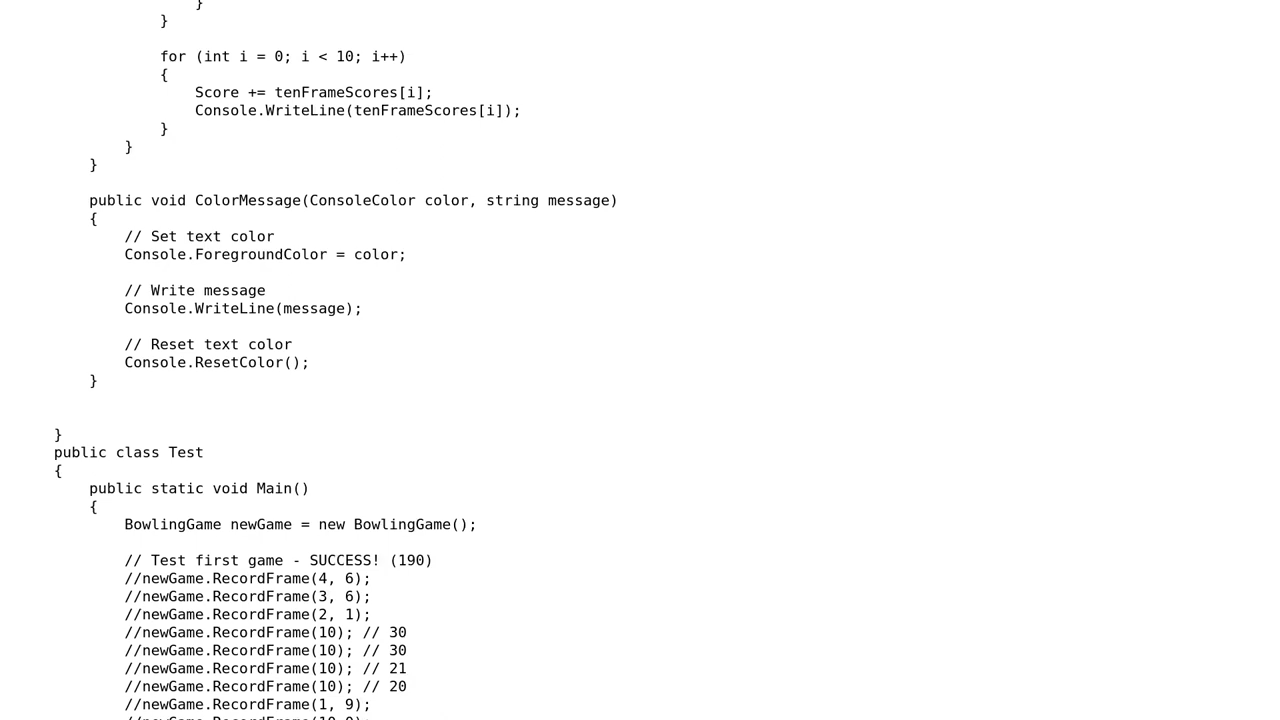 }
}
for (int i = 0; i < 10; i++)
{
Score += tenFrameScores[i];
Console.WriteLine(tenFrameScores[i]);
}
}
}
public void ColorMessage(ConsoleColor color, string message)
{
// Set text color
Console.ForegroundColor = color;
// Write message
Console.WriteLine(message);
// Reset text color
Console.ResetColor();
}
}
public class Test
{
public static void Main()
{
BowlingGame newGame = new BowlingGame();
// Test first game - SUCCESS! (190)
//newGame.RecordFrame(4, 6);
//newGame.RecordFrame(3, 6);
//newGame.RecordFrame(2, 1);
//newGame.RecordFrame(10); // 30
//newGame.RecordFrame(10); // 30
//newGame.RecordFrame(10); // 21
//newGame.RecordFrame(10); // 20
//newGame.RecordFrame(1, 9);